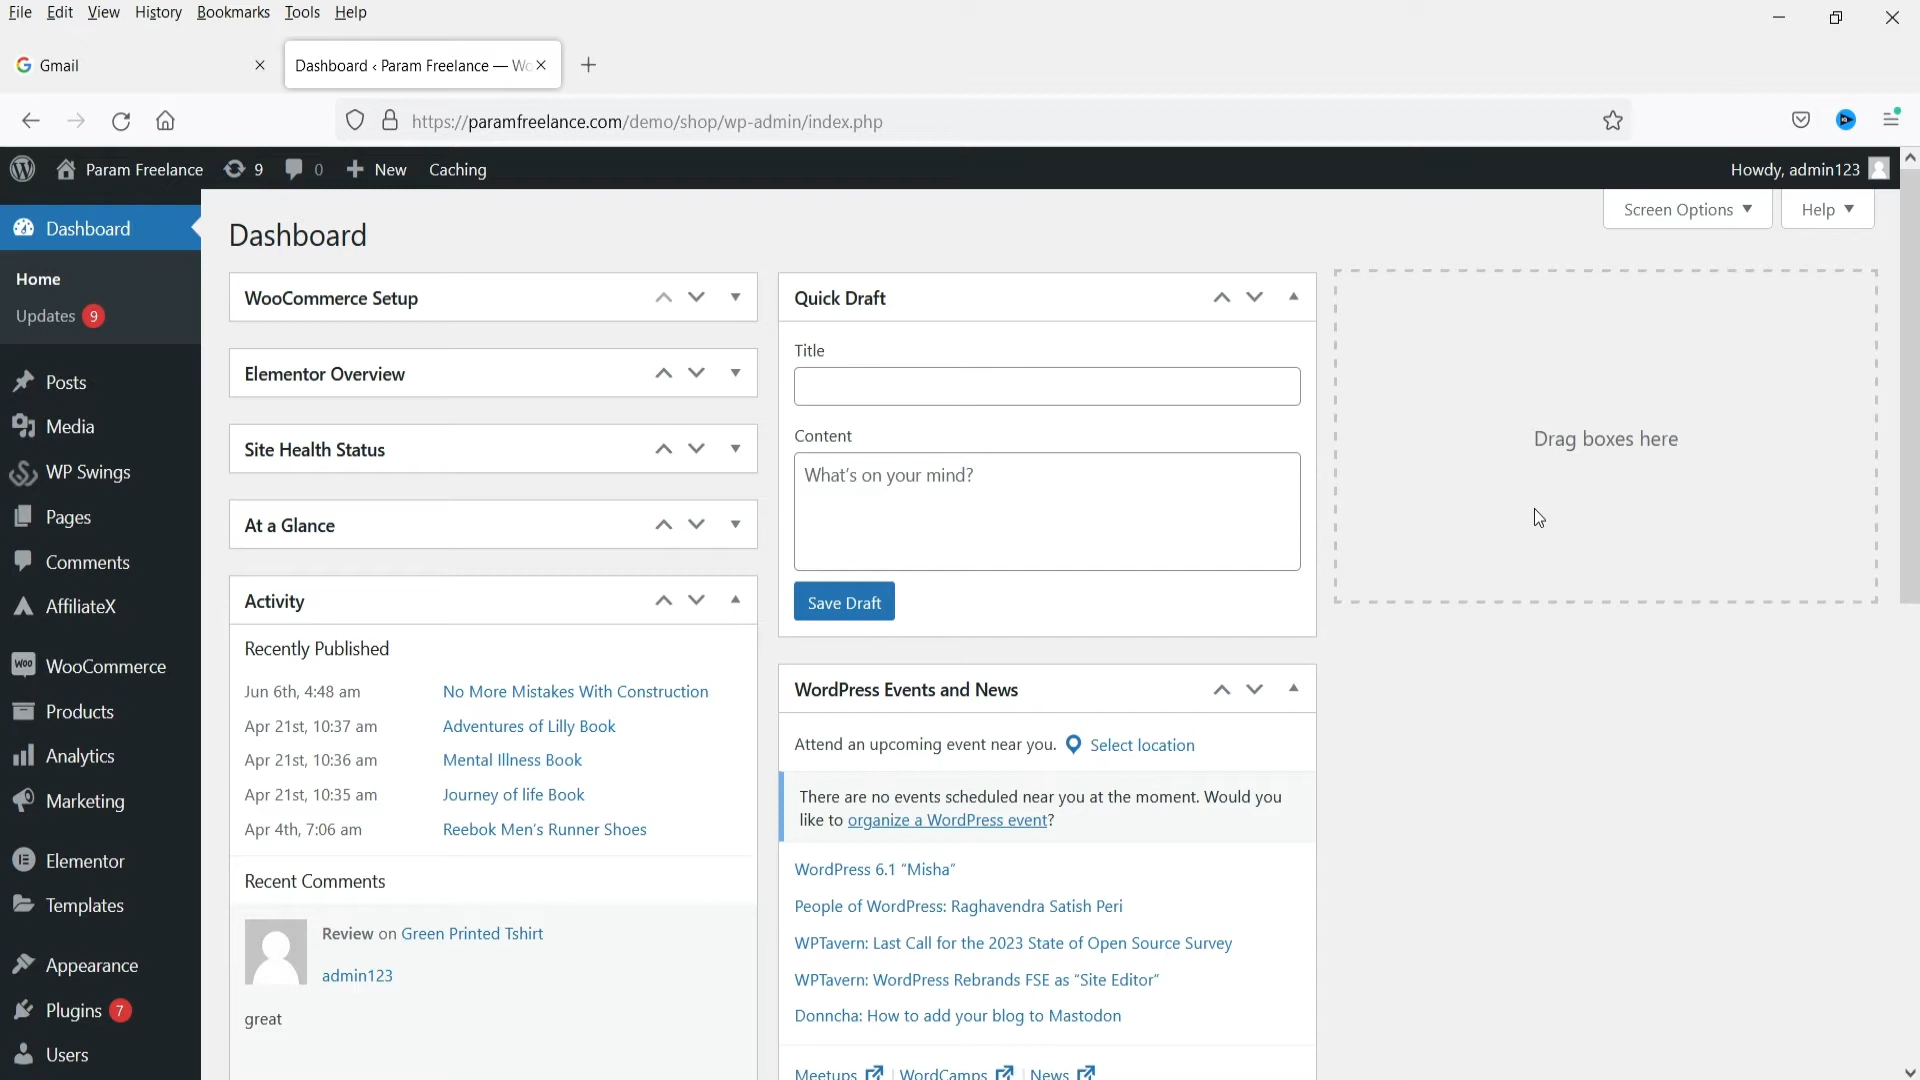 File Edit View History Bookmarks Tools Help
Gmail
Dashboard ‹ Param Freelance — Wo
https://paramfreelance.com/demo/shop/wp-admin/index.php
Param Freelance 9 0 New Caching
Howdy, admin123
Screen Options Help
Dashboard
Home
Updates 9
Posts
Media
WP Swings
Pages
Comments
AffiliateX
WooCommerce
Products
Analytics
Marketing
Elementor
Templates
Appearance
Plugins 7
Users
Dashboard
WooCommerce Setup
Elementor Overview
Site Health Status
At a Glance
Activity
Recently Published
Jun 6th, 4:48 am No More Mistakes With Construction
Apr 21st, 10:37 am Adventures of Lilly Book
Apr 21st, 10:36 am Mental Illness Book
Apr 21st, 10:35 am Journey of life Book
Apr 4th, 7:06 am Reebok Men's Runner Shoes
Recent Comments
Review on Green Printed Tshirt
admin123
great
Quick Draft
Title
Content
What's on your mind?
Save Draft
WordPress Events and News
Attend an upcoming event near you. Select location
There are no events scheduled near you at the moment. Would you
like to organize a WordPress event?
WordPress 6.1 “Misha”
People of WordPress: Raghavendra Satish Peri
WPTavern: Last Call for the 2023 State of Open Source Survey
WPTavern: WordPress Rebrands FSE as “Site Editor”
Donncha: How to add your blog to Mastodon
Meetups | WordCamps | News
Drag boxes here